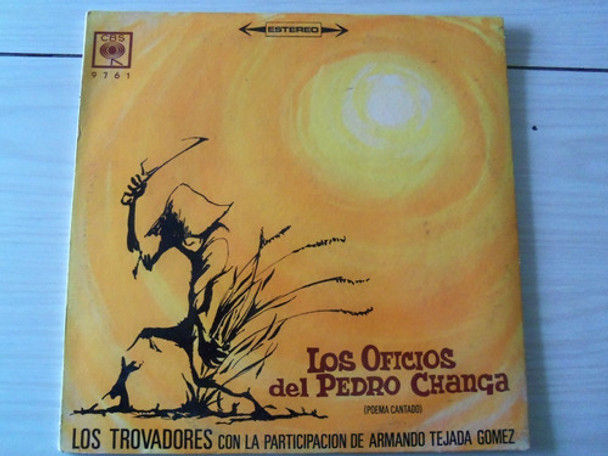 CBS
9761
ESTEREO
LOS OFICIOS
del PEDRO CHANGA
(POEMA CANTADO)
LOS TROVADORES CON LA PARTICIPACION DE ARMANDO TEJADA GOMEZ